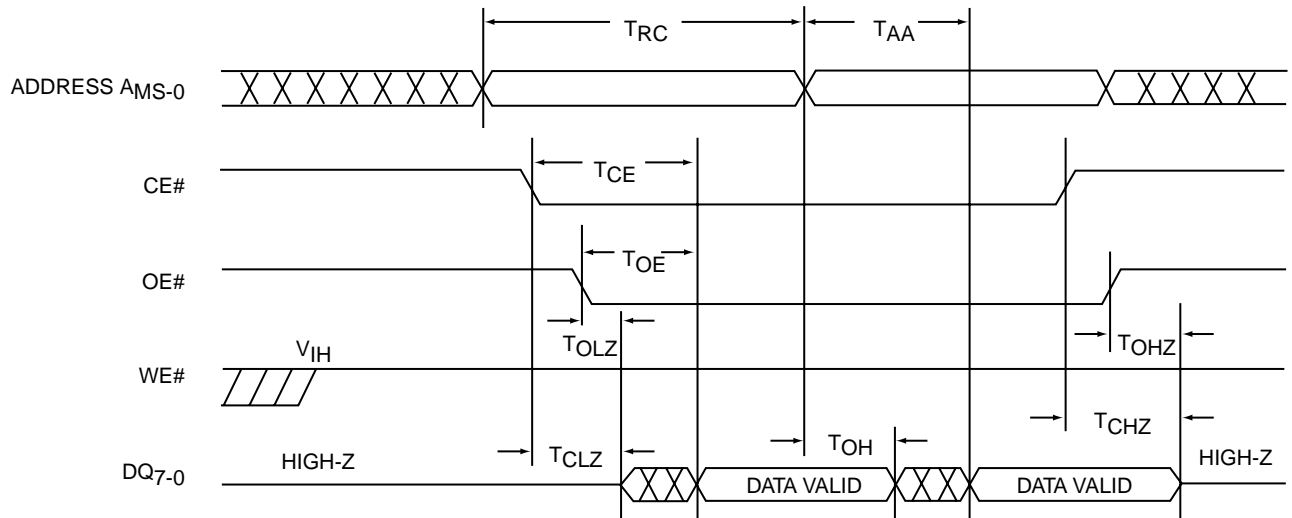 TRC
TAA
ADDRESS AMS-0
TCE
CE#
TOE
OE#
TOLZ
TOHZ
VIH
WE#
TCLZ
TOH
TCHZ
HIGH-Z
HIGH-Z
DQ7-0
DATA VALID
DATA VALID